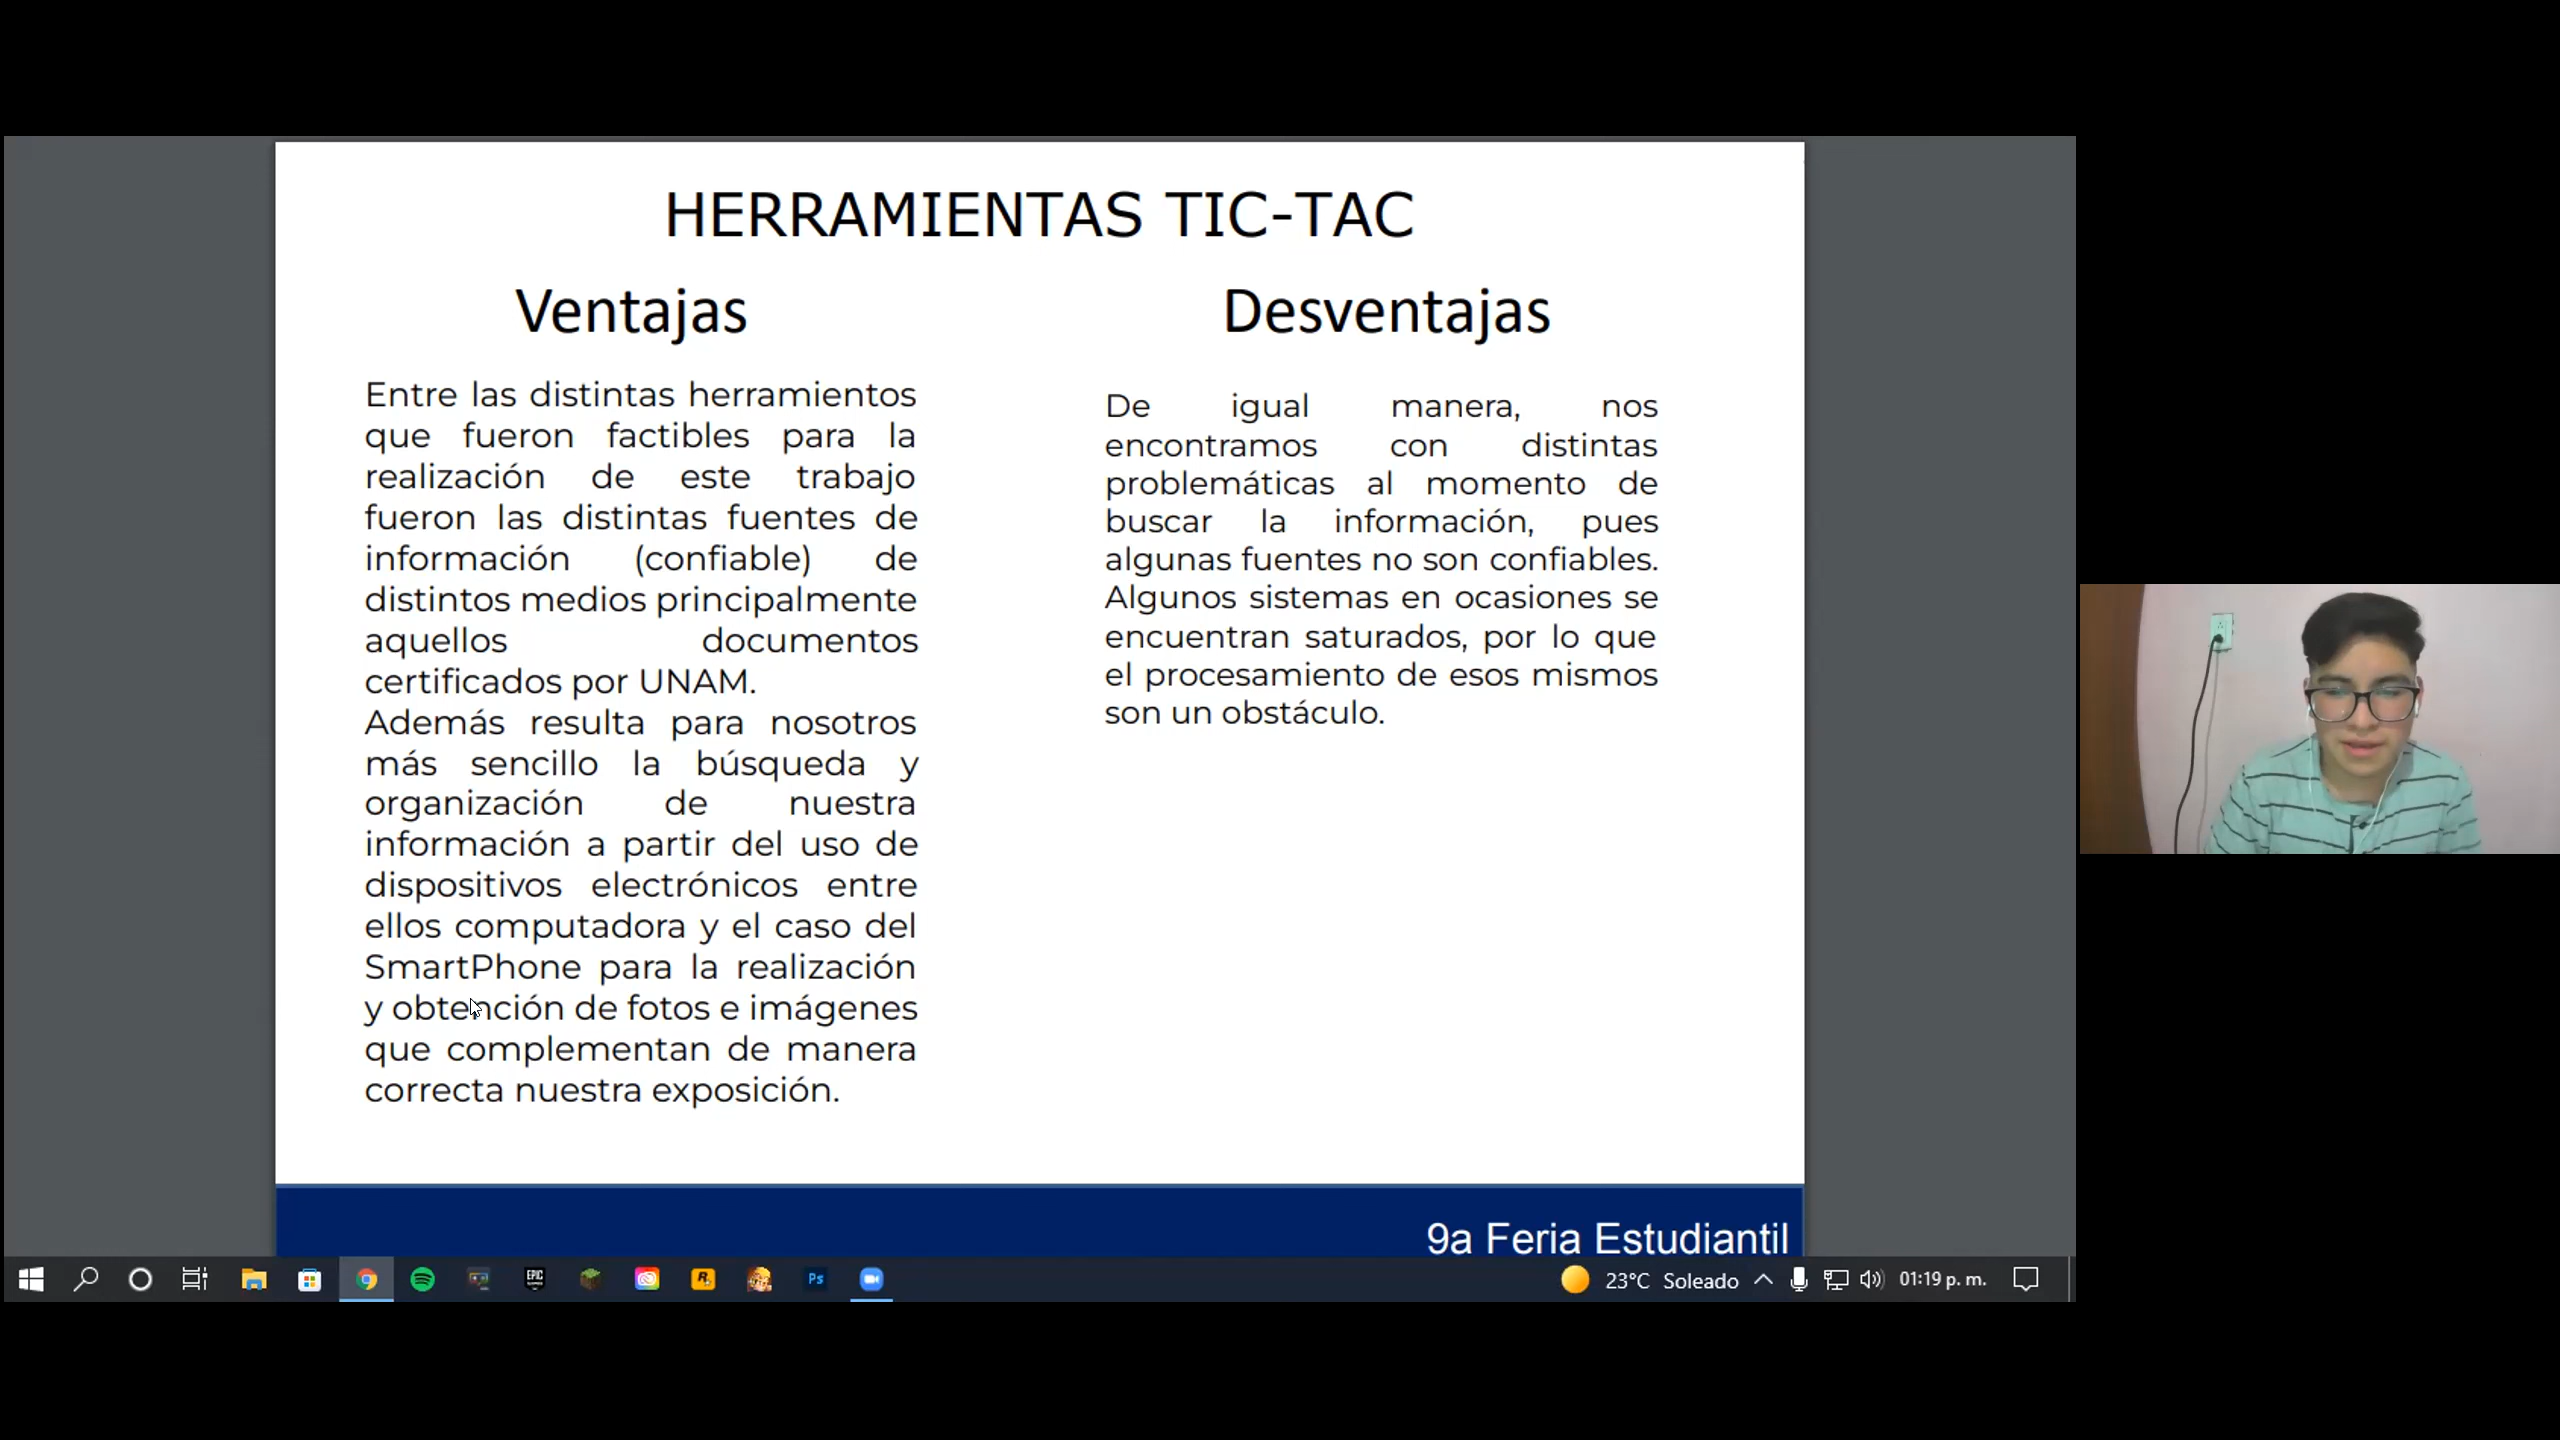 HERRAMIENTAS TIC-TAC
Ventajas
Entre las distintas herramientos
que fueron factibles para la
realización de este trabajo
fueron las distintas fuentes de
información (confiable) de
distintos medios principalmente
aquellos documentos
certificados por UNAM.
Además resulta para nosotros
más sencillo la búsqueda y
organización de nuestra
información a partir del uso de
dispositivos electrónicos entre
ellos computadora y el caso del
SmartPhone para la realización
y obtención de fotos e imágenes
que complementan de manera
correcta nuestra exposición.
Desventajas
De igual manera, nos
encontramos con distintas
problemáticas al momento de
buscar la información, pues
algunas fuentes no son confiables.
Algunos sistemas en ocasiones se
encuentran saturados, por lo que
el procesamiento de esos mismos
son un obstáculo.
9a Feria Estudiantil
EPIC
R
Ps
23°C Soleado
01:19 p. m.